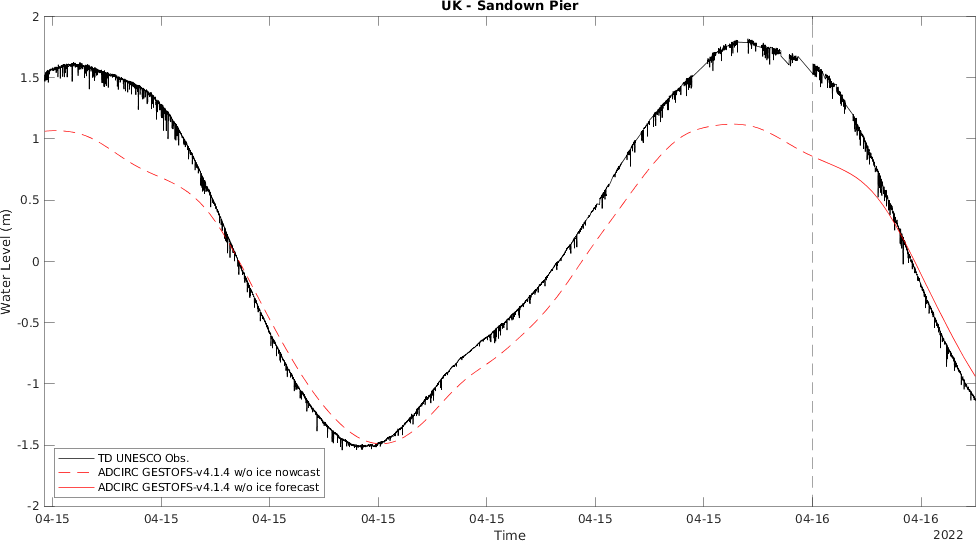 UK - Sandown Pier
2
1.5
1
0.5
0
-0.5
-1
-1.5
-2
Water Level (m)
TD UNESCO Obs.
ADCIRC GESTOFS-v4.1.4 w/o ice nowcast
ADCIRC GESTOFS-v4.1.4 w/o ice forecast
04-15 04-15 04-15 04-15 04-15 04-15 04-15 04-16 04-16
Time
2022